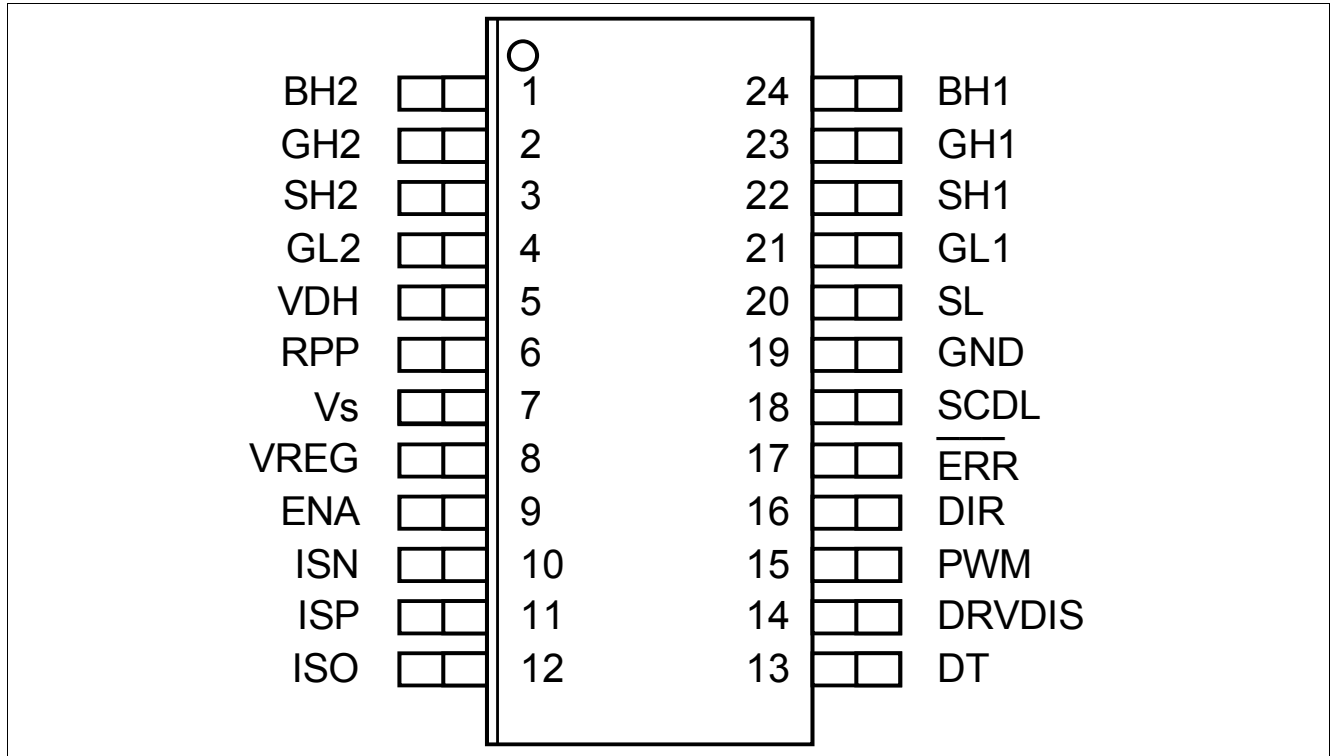 BH2 1 24 BH1
GH2 2 23 GH1
SH2 3 22 SH1
GL2 4 21 GL1
VDH 5 20 SL
RPP 6 19 GND
Vs 7 18 SCDL
VREG 8 17 E̅R̅R̅
ENA 9 16 DIR
ISN 10 15 PWM
ISP 11 14 DRVDIS
ISO 12 13 DT